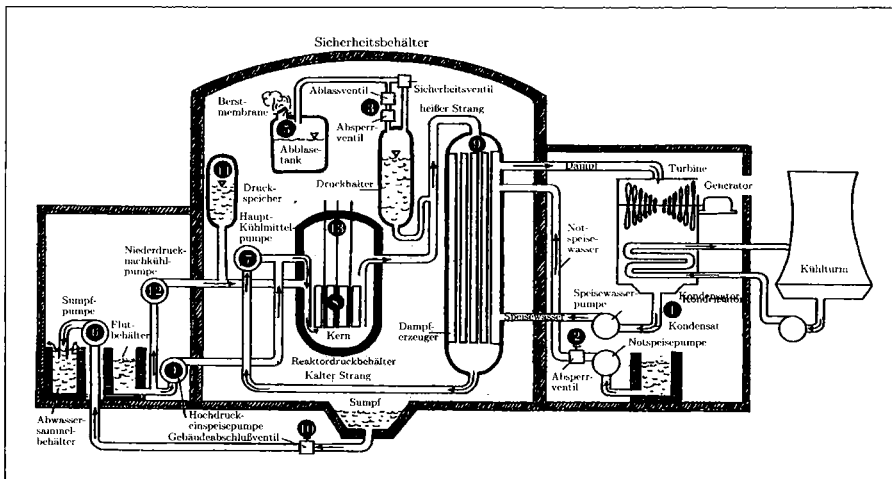 Sicherheitsbehälter
Ablassventil
Sicherheitsventil
Berst-
membrane
heißer Strang
Absperr-
ventil
Abblase-
tank
Dampf
Turbine
Generator
Druck-
speicher
Druckhalter
Haupt-
Kühlmittel-
pumpe
Not-
speise-
wasser
Niederdruck-
nachkühl-
pumpe
Kühlturm
Speisewasser-
pumpe
Kondensator
Sumpf-
pumpe
Flut-
behälter
Speisewasser
Kondensat
Kern
Dampf-
erzeuger
Notspeisepumpe
Reaktordruckbehälter
Kalter Strang
Absperr-
ventil
Sumpf
Abwasser-
sammel-
behälter
Hochdruck-
einspeisepumpe
Gebäudeabschlußventil